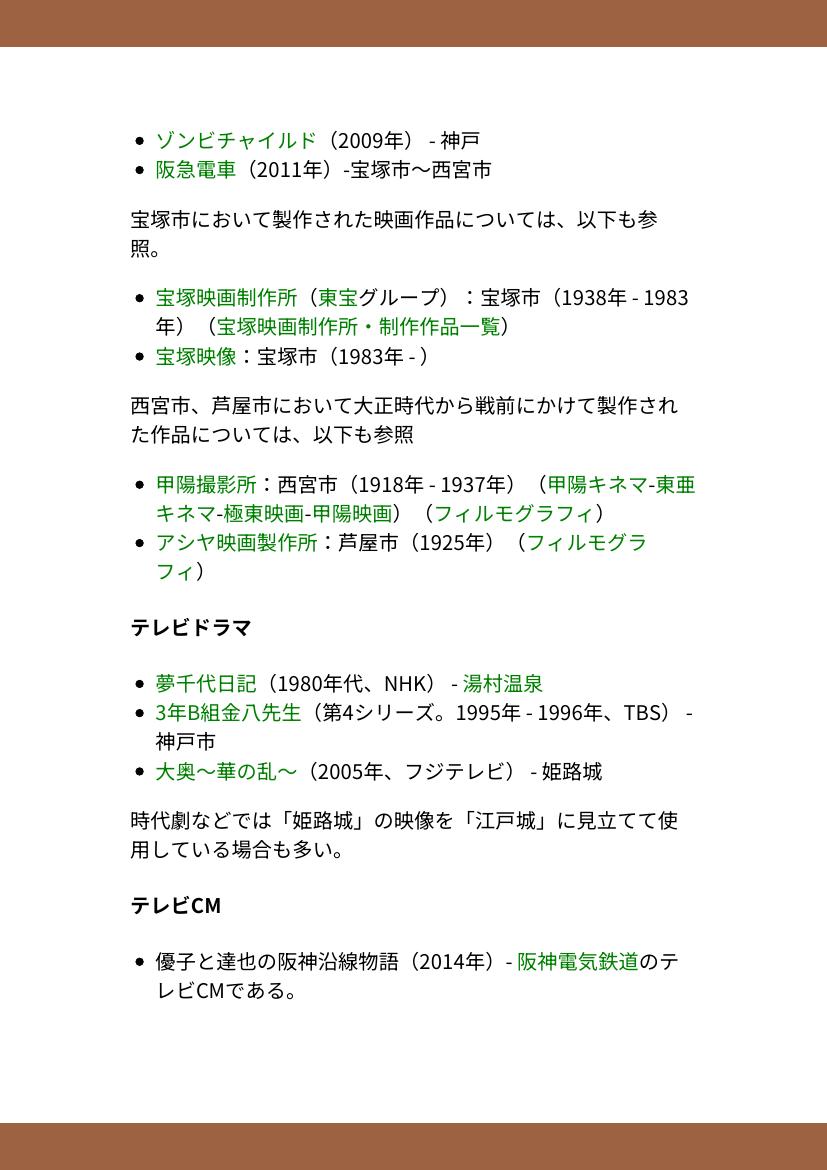 • ゾンビチャイルド（2009年） - 神戸
• 阪急電車（2011年）-宝塚市〜西宮市
宝塚市において製作された映画作品については、以下も参
照。
• 宝塚映画制作所（東宝グループ）：宝塚市（1938年 - 1983
年）（宝塚映画制作所・制作作品一覧）
• 宝塚映像：宝塚市（1983年 - ）
西宮市、芦屋市において大正時代から戦前にかけて製作され
た作品については、以下も参照
• 甲陽撮影所：西宮市（1918年 - 1937年）（甲陽キネマ-東亜
キネマ-極東映画-甲陽映画）（フィルモグラフィ）
• アシヤ映画製作所：芦屋市（1925年）（フィルモグラ
フィ）
テレビドラマ
• 夢千代日記（1980年代、NHK） - 湯村温泉
• 3年B組金八先生（第4シリーズ。1995年 - 1996年、TBS） -
神戸市
• 大奥〜華の乱〜（2005年、フジテレビ） - 姫路城
時代劇などでは「姫路城」の映像を「江戸城」に見立てて使
用している場合も多い。
テレビCM
• 優子と達也の阪神沿線物語（2014年）- 阪神電気鉄道のテ
レビCMである。